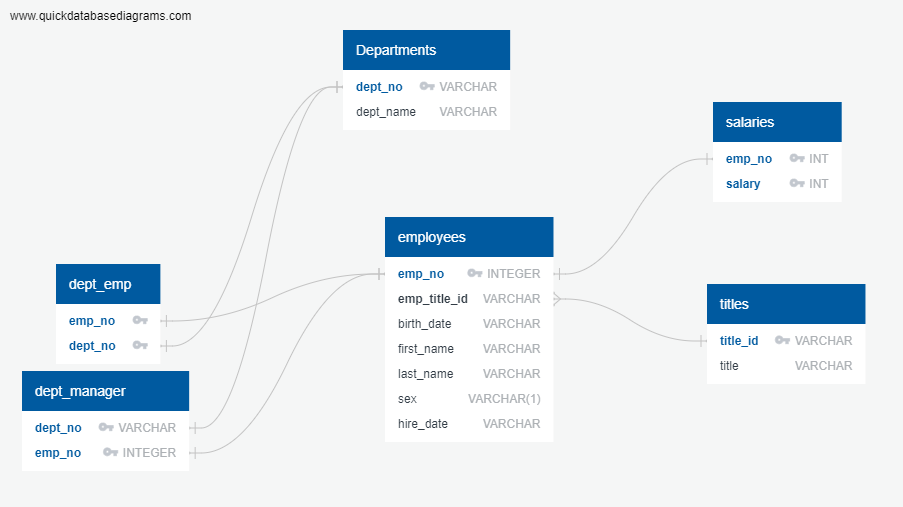 www.quickdatabasediagrams.com
Departments
dept_no VARCHAR
dept_name VARCHAR
salaries
emp_no INT
salary INT
employees
emp_no INTEGER
emp_title_id VARCHAR
birth_date VARCHAR
first_name VARCHAR
last_name VARCHAR
sex VARCHAR(1)
hire_date VARCHAR
dept_emp
emp_no
dept_no
titles
title_id VARCHAR
title VARCHAR
dept_manager
dept_no VARCHAR
emp_no INTEGER